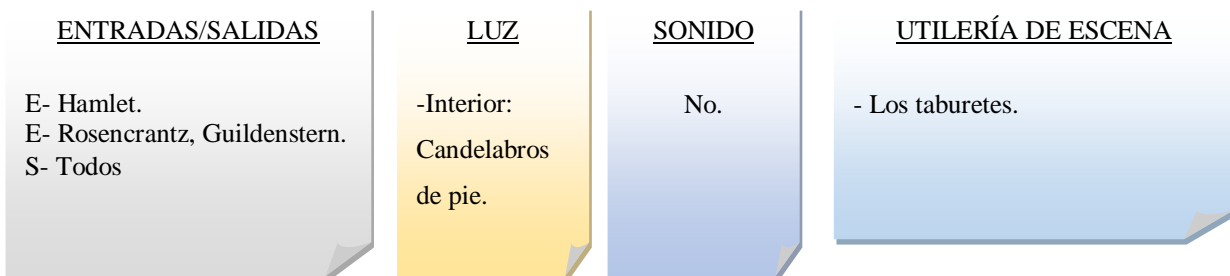 ENTRADAS/SALIDAS
E- Hamlet.
E- Rosencrantz, Guildenstern.
S- Todos
LUZ
-Interior:
Candelabros
de pie.
SONIDO
No.
UTILERÍA DE ESCENA
- Los taburetes.